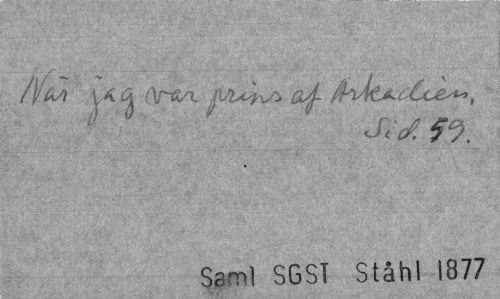 När jag var prins af Arkadien,
Sid. 59.
Saml SGST Ståhl 1877